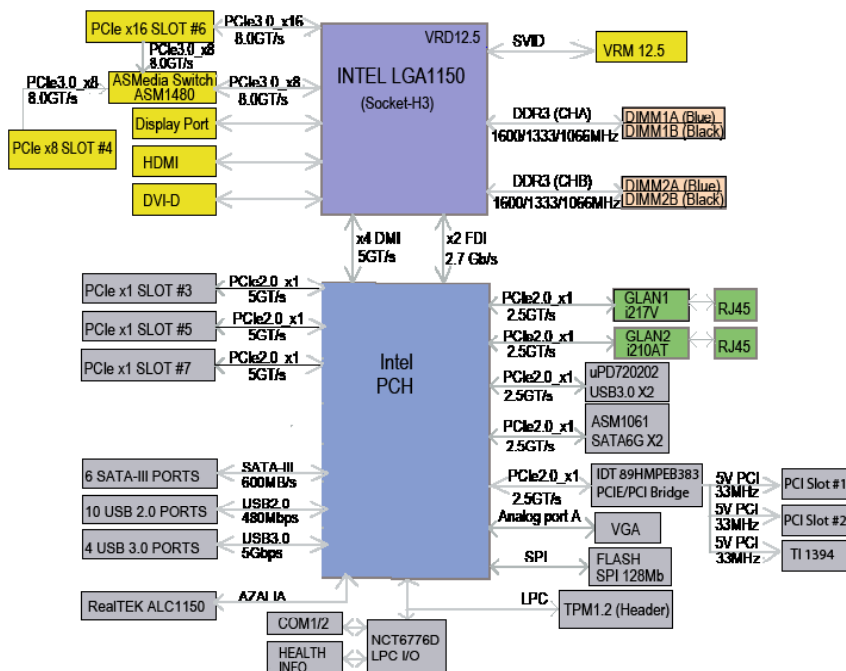 PCIe x16 SLOT #6
PCIe3.0_x16
8.0GT/s
PCIe3.0_x8
8.0GT/s
PCIe3.0_x8
8.0GT/s
ASMedia Switch
ASM1480
PCIe3.0_x8
8.0GT/s
PCIe x8 SLOT #4
Display Port
HDMI
DVI-D
VRD12.5
INTEL LGA1150
(Socket-H3)
SVID
VRM 12.5
DDR3 (CHA)
1600/1333/1066MHz
DIMM1A (Blue)
DIMM1B (Black)
DDR3 (CHB)
1600/1333/1066MHz
DIMM2A (Blue)
DIMM2B (Black)
x4 DMI
5GT/s
x2 FDI
2.7 Gb/s
PCIe x1 SLOT #3
PCIe2.0_x1
5GT/s
PCIe x1 SLOT #5
PCIe2.0_x1
5GT/s
PCIe x1 SLOT #7
PCIe2.0_x1
5GT/s
Intel
PCH
PCIe2.0_x1
2.5GT/s
GLAN1
i217V
RJ45
PCIe2.0_x1
2.5GT/s
GLAN2
i210AT
RJ45
PCIe2.0_x1
2.5GT/s
uPD720202
USB3.0 X2
PCIe2.0_x1
2.5GT/s
ASM1061
SATA6G X2
PCIe2.0_x1
2.5GT/s
IDT 89HMPEB383
PCIE/PCI Bridge
5V PCI
33MHz
PCI Slot #1
5V PCI
33MHz
PCI Slot #2
5V PCI
33MHz
TI 1394
6 SATA-III PORTS
SATA-III
600MB/s
10 USB 2.0 PORTS
USB2.0
480Mbps
4 USB 3.0 PORTS
USB3.0
5Gbps
Analog port A
VGA
SPI
FLASH
SPI 128Mb
RealTEK ALC1150
AZALIA
LPC
TPM1.2 (Header)
COM1/2
HEALTH
INFO
NCT6776D
LPC I/O